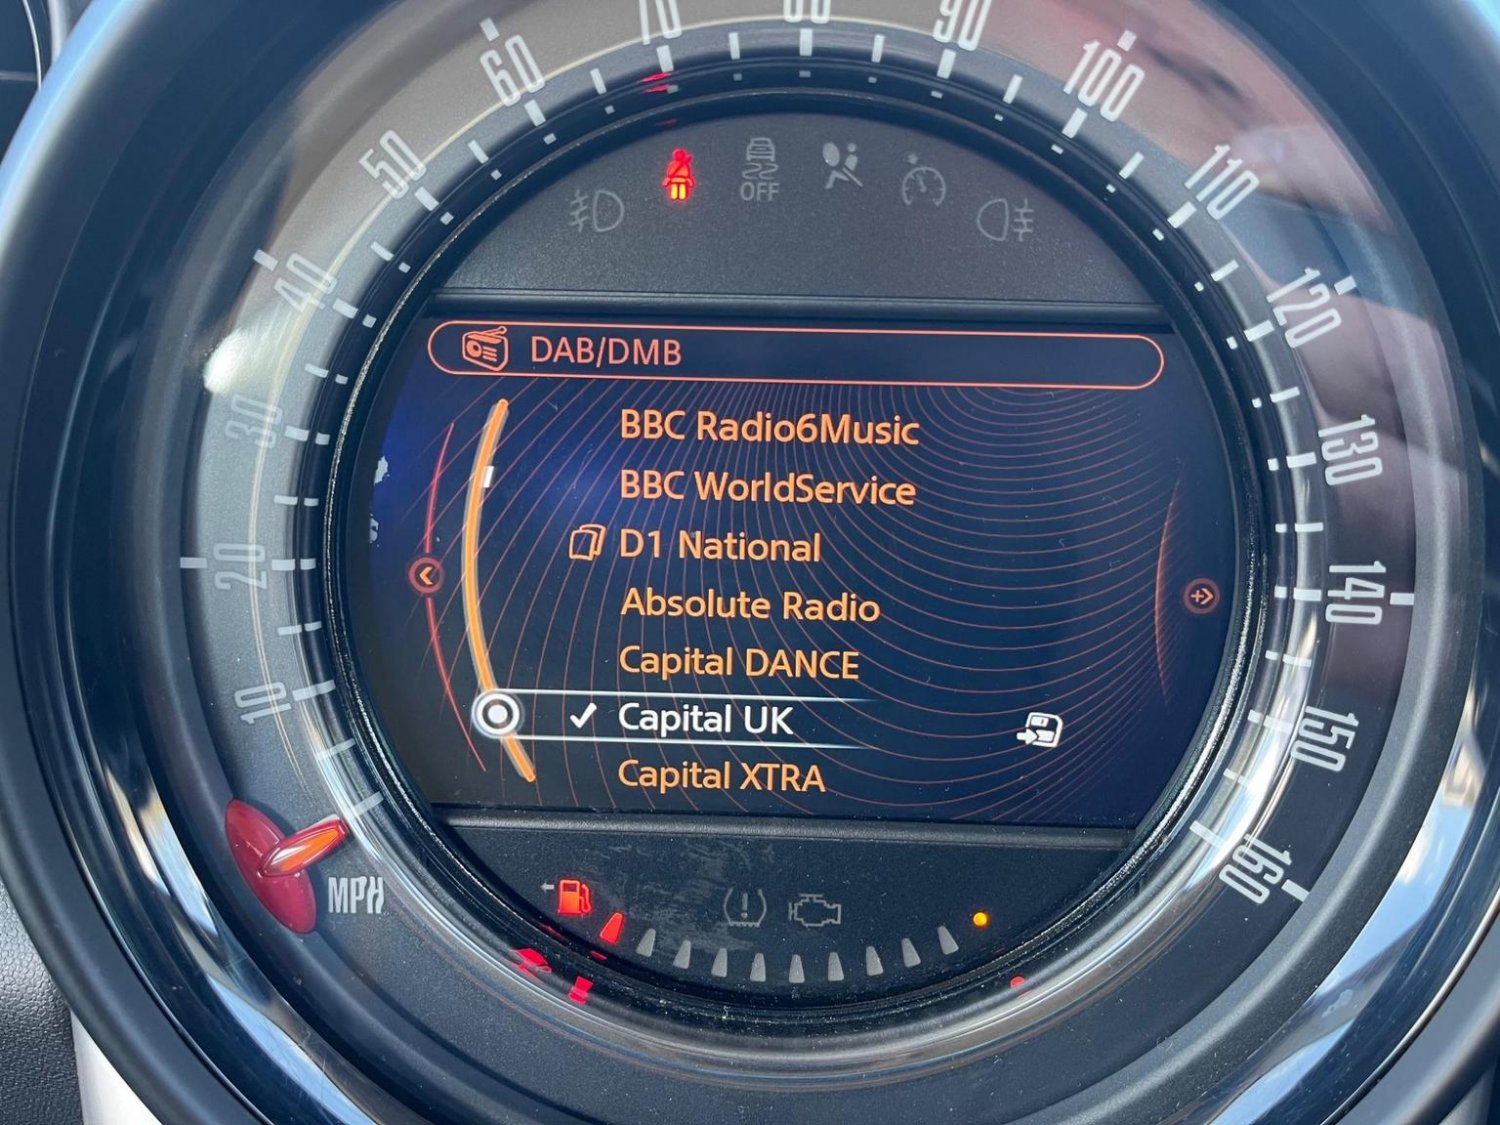 10
20
30
40
50
60
70
80
90
100
110
120
130
140
150
160
OFF
DAB/DMB
BBC Radio6Music
BBC WorldService
D1 National
Absolute Radio
Capital DANCE
Capital UK
Capital XTRA
MPH